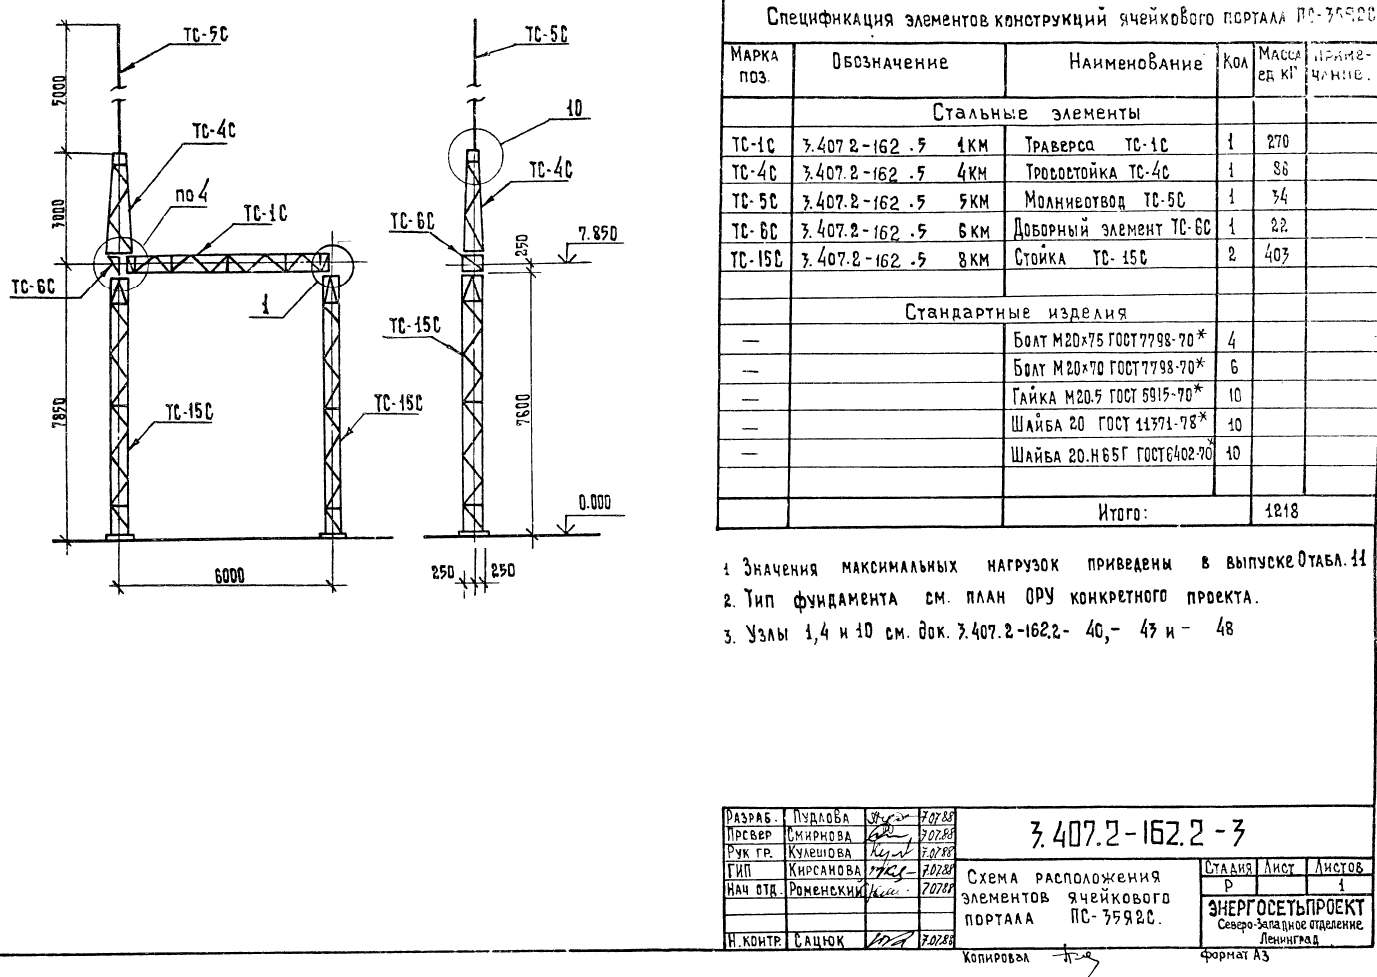 ТС-5С
5000
ТС-4С
3000
по 4
ТС-1С
ТС-6С
1
7850
ТС-15С
ТС-15С
6000
ТС-5С
10
ТС-4С
ТС-6С
250
7.850
ТС-15С
7600
0.000
250 250
Спецификация элементов конструкций ячейкового портала ПС-35Я2С
Марка поз. Обозначение Наименование Кол Масса ед кг Приме-чание.
Стальные элементы
ТС-1С 3.407.2-162 .5 1КМ Траверса ТС-1С 1 270
ТС-4С 3.407.2-162 .5 4КМ Тросостойка ТС-4С 1 86
ТС-5С 3.407.2-162 .5 5КМ Молниеотвод ТС-5С 1 34
ТС-6С 3.407.2-162 .5 6КМ Доборный элемент ТС-6С 1 22
ТС-15С 3.407.2-162 .5 8КМ Стойка ТС-15С 2 403
Стандартные изделия
— Болт М20×75 ГОСТ 7798-70* 4
— Болт М20×70 ГОСТ 7798-70* 6
— Гайка М20.5 ГОСТ 5915-70* 10
— Шайба 20 ГОСТ 11371-78* 10
— Шайба 20.Н65Г ГОСТ 6402-70* 10
Итого: 1218
1 Значения максимальных нагрузок приведены в выпуске 0 табл. 11
2. Тип фундамента см. план ОРУ конкретного проекта.
3. Узлы 1,4 и 10 см. док. 3.407.2-162.2- 40,- 43 и - 48
Разраб. Пудлова 7.07.88
Провер Смирнова 7.07.88
Рук гр. Кулешова 7.07.88
ГИП Кирсанова 7.07.88
Нач отд. Роменский 7.07.88
Н.контр. Сацюк 7.07.88
3.407.2-162.2-3
Схема расположения
элементов ячейкового
портала ПС-35Я2С.
Стадия Лист Листов
Р 1
ЭНЕРГОСЕТЬПРОЕКТ
Северо-Западное отделение
Ленинград
Копировал
Формат А3